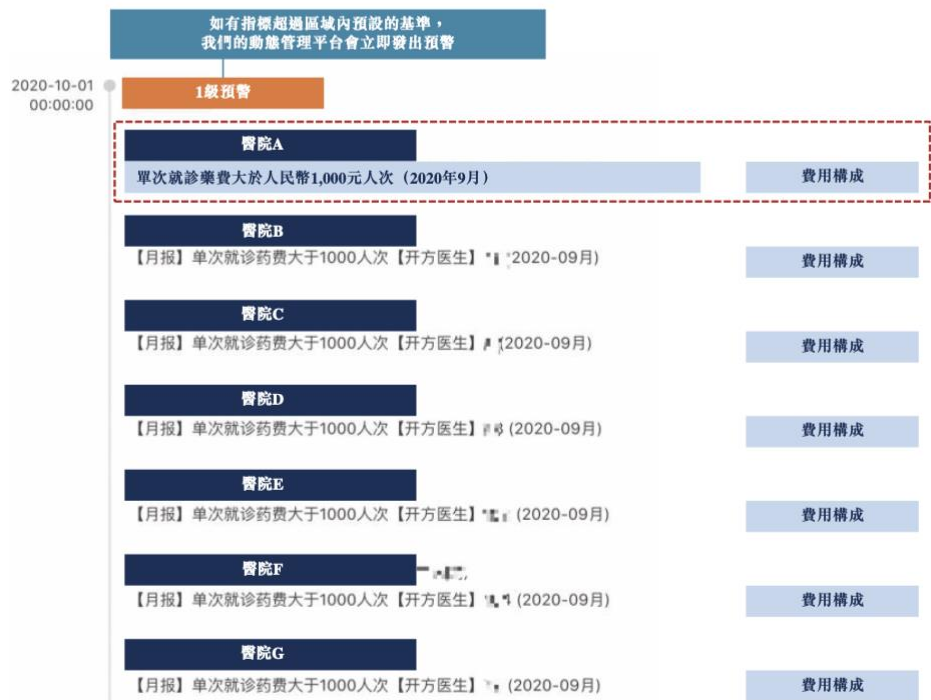 如有指標超過區域內預設的基準，
我們的動態管理平台會立即發出預警
2020-10-01
00:00:00
1級預警
醫院A
單次就診藥費大於人民幣1,000元人次（2020年9月）
費用構成
醫院B
【月报】单次就诊药费大于1000人次【开方医生】 2020-09月)
費用構成
醫院C
【月报】单次就诊药费大于1000人次【开方医生】 (2020-09月)
費用構成
醫院D
【月报】单次就诊药费大于1000人次【开方医生】 (2020-09月)
費用構成
醫院E
【月报】单次就诊药费大于1000人次【开方医生】 (2020-09月)
費用構成
醫院F
【月报】单次就诊药费大于1000人次【开方医生】 (2020-09月)
費用構成
醫院G
【月报】单次就诊药费大于1000人次【开方医生】 (2020-09月)
費用構成